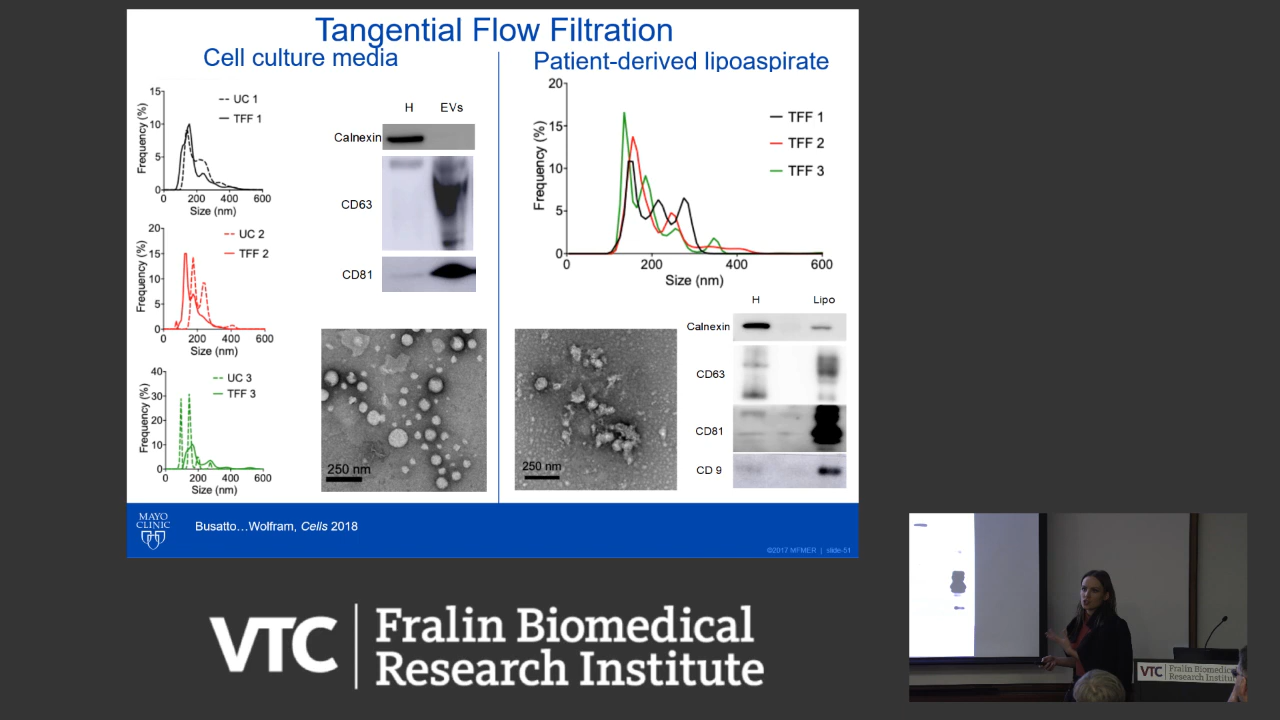 Tangential Flow Filtration
Cell culture media
15
10
5
0
Frequency (%)
UC 1
TFF 1
0 200 400 600
Size (nm)
20
15
10
5
0
Frequency (%)
UC 2
TFF 2
0 200 400 600
Size (nm)
40
30
20
10
0
Frequency (%)
UC 3
TFF 3
0 200 400 600
Size (nm)
H EVs
Calnexin
CD63
CD81
250 nm
Patient-derived lipoaspirate
20
15
10
5
0
Frequency (%)
TFF 1
TFF 2
TFF 3
0 200 400 600
Size (nm)
250 nm
H Lipo
Calnexin
CD63
CD81
CD 9
MAYO
CLINIC
Busatto…Wolfram, Cells 2018
©2017 MFMER | slide-51
VTC Fralin Biomedical
Research Institute
VTC Fralin Biomedical
Research Institu